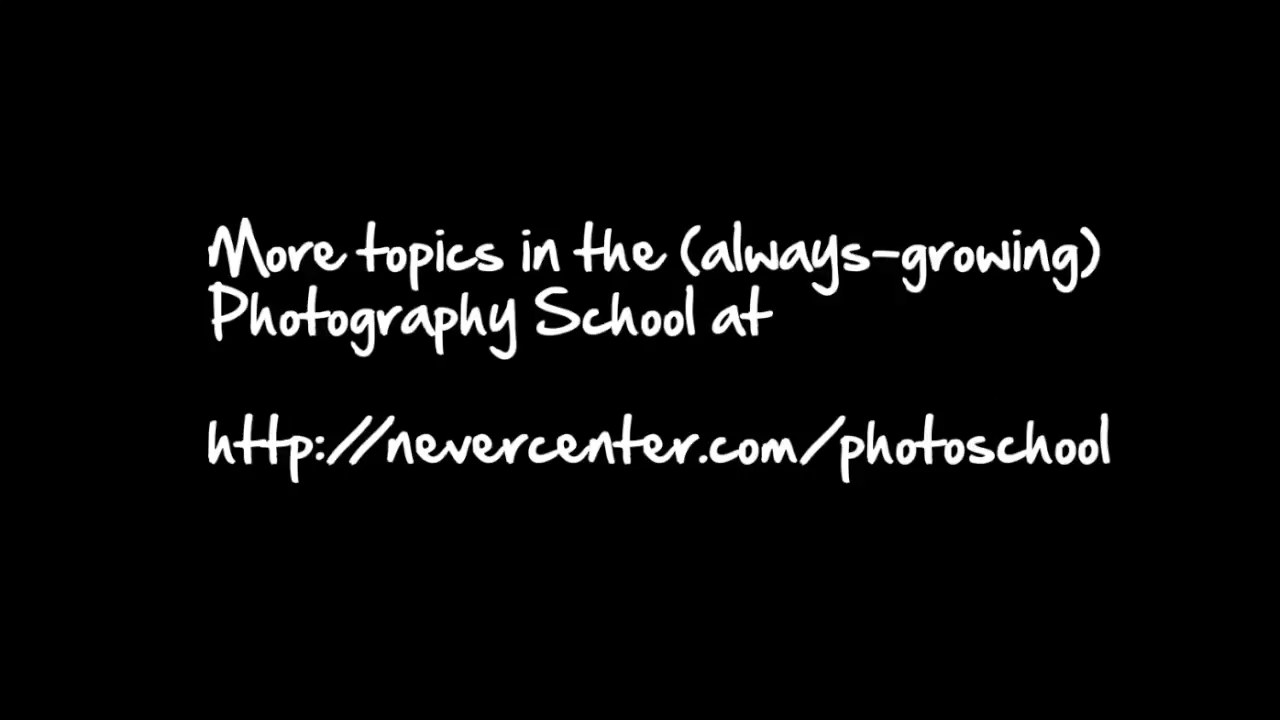 More topics in the (always-growing)
Photography School at
http://nevercenter.com/photoschool